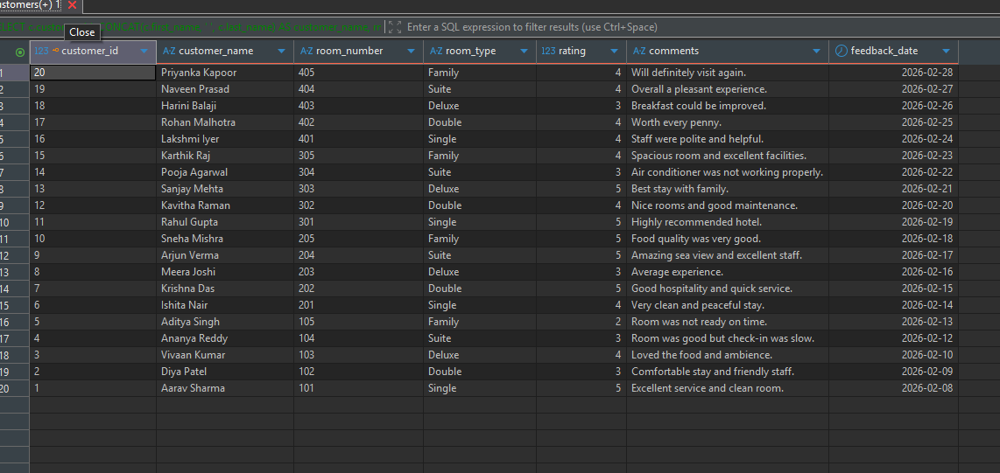 ustomers(+) 1
LECT c.custom ONCAT(c.first_name, ' ', c.last_name) AS customer_name, r
Enter a SQL expression to filter results (use Ctrl+Space)
Close
123 customer_id A-Z customer_name A-Z room_number A-Z room_type 123 rating A-Z comments feedback_date
1 20 Priyanka Kapoor 405 Family 4 Will definitely visit again. 2026-02-28
2 19 Naveen Prasad 404 Suite 4 Overall a pleasant experience. 2026-02-27
3 18 Harini Balaji 403 Deluxe 3 Breakfast could be improved. 2026-02-26
4 17 Rohan Malhotra 402 Double 4 Worth every penny. 2026-02-25
5 16 Lakshmi Iyer 401 Single 4 Staff were polite and helpful. 2026-02-24
6 15 Karthik Raj 305 Family 4 Spacious room and excellent facilities. 2026-02-23
7 14 Pooja Agarwal 304 Suite 3 Air conditioner was not working properly. 2026-02-22
8 13 Sanjay Mehta 303 Deluxe 5 Best stay with family. 2026-02-21
9 12 Kavitha Raman 302 Double 4 Nice rooms and good maintenance. 2026-02-20
10 11 Rahul Gupta 301 Single 5 Highly recommended hotel. 2026-02-19
11 10 Sneha Mishra 205 Family 5 Food quality was very good. 2026-02-18
12 9 Arjun Verma 204 Suite 5 Amazing sea view and excellent staff. 2026-02-17
13 8 Meera Joshi 203 Deluxe 3 Average experience. 2026-02-16
14 7 Krishna Das 202 Double 5 Good hospitality and quick service. 2026-02-15
15 6 Ishita Nair 201 Single 4 Very clean and peaceful stay. 2026-02-14
16 5 Aditya Singh 105 Family 2 Room was not ready on time. 2026-02-13
17 4 Ananya Reddy 104 Suite 3 Room was good but check-in was slow. 2026-02-12
18 3 Vivaan Kumar 103 Deluxe 4 Loved the food and ambience. 2026-02-10
19 2 Diya Patel 102 Double 3 Comfortable stay and friendly staff. 2026-02-09
20 1 Aarav Sharma 101 Single 5 Excellent service and clean room. 2026-02-08